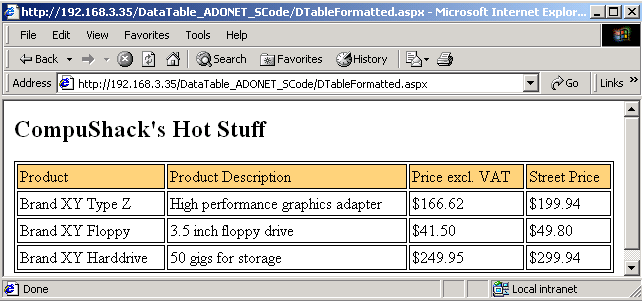 http://192.168.3.35/DataTable_ADONET_SCode/DTableFormatted.aspx - Microsoft Internet Explor...
File Edit View Favorites Tools Help
Back Search Favorites History
Address http://192.168.3.35/DataTable_ADONET_SCode/DTableFormatted.aspx Go Links »
CompuShack's Hot Stuff
Product Product Description Price excl. VAT Street Price
Brand XY Type Z High performance graphics adapter $166.62 $199.94
Brand XY Floppy 3.5 inch floppy drive $41.50 $49.80
Brand XY Harddrive 50 gigs for storage $249.95 $299.94
Done Local intranet